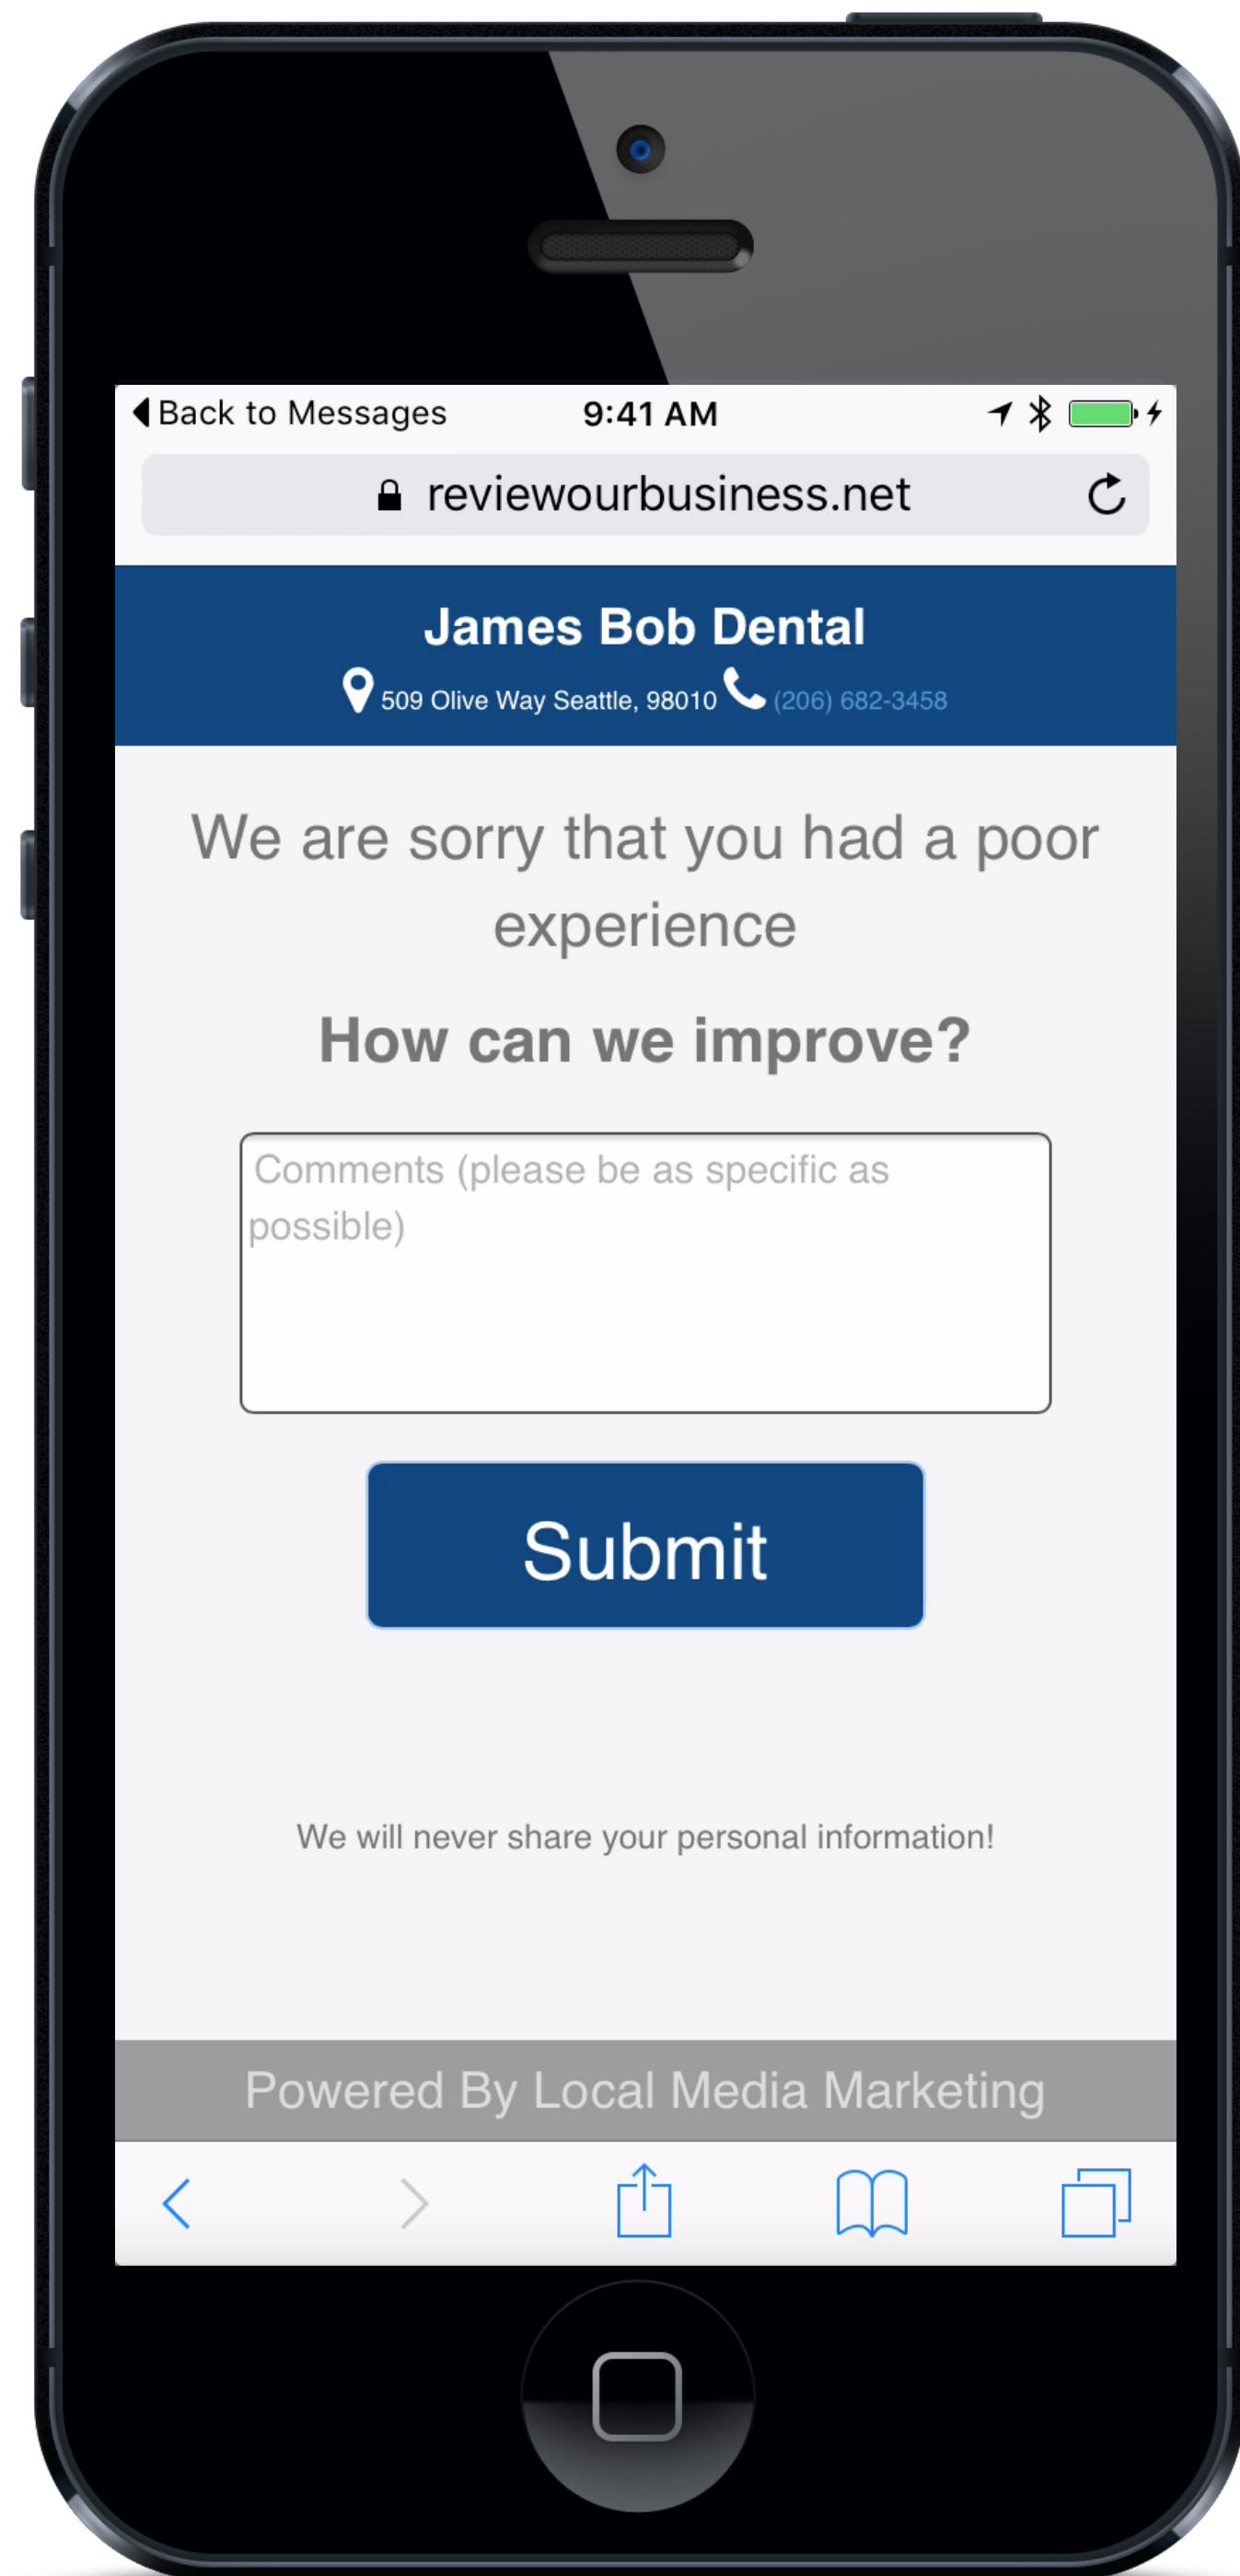 Back to Messages 9:41 AM
reviewourbusiness.net
James Bob Dental
509 Olive Way Seattle, 98010 (206) 682-3458
We are sorry that you had a poor
experience
How can we improve?
Comments (please be as specific as
possible)
Submit
We will never share your personal information!
Powered By Local Media Marketing